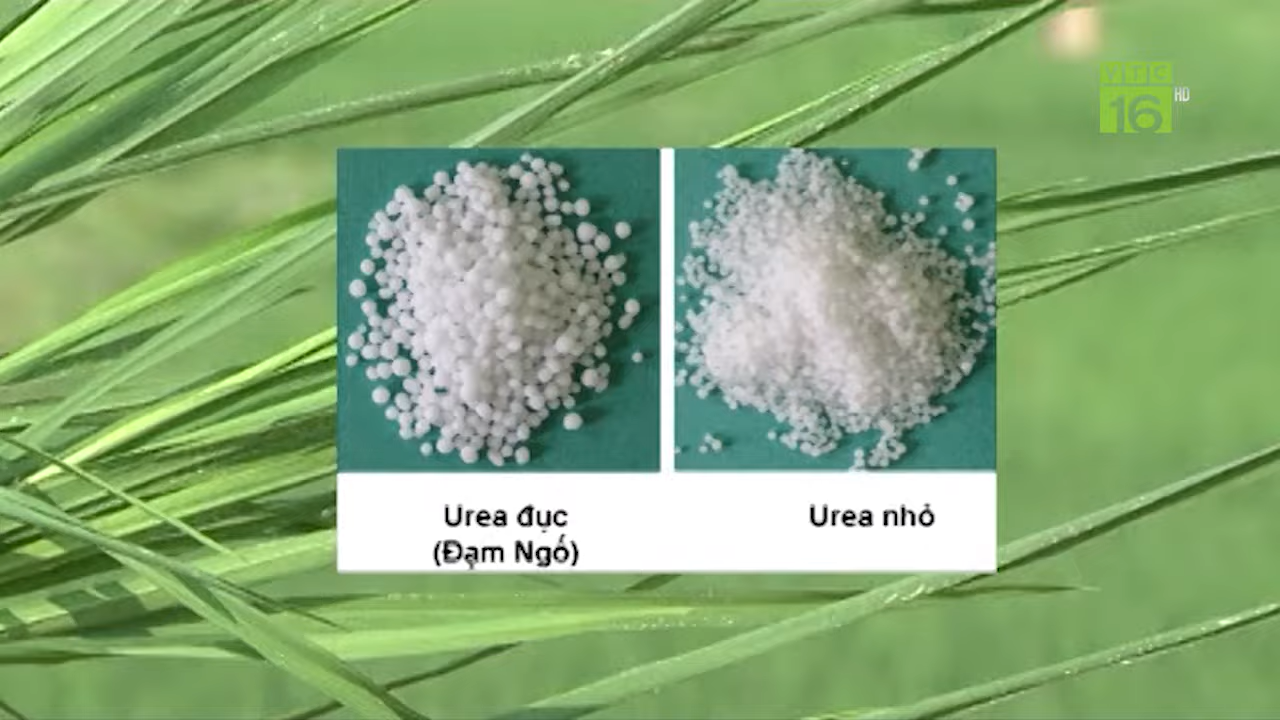 VTC
16 HD
Urea đục
(Đạm Ngố)
Urea nhỏ